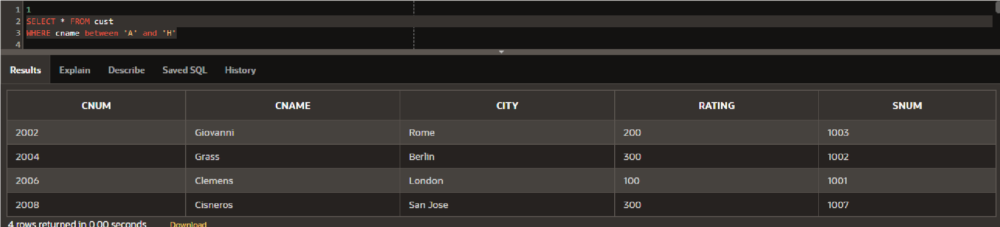 1 1
2 SELECT * FROM cust
3 WHERE cname between 'A' and 'H'
4
Results Explain Describe Saved SQL History
CNUM CNAME CITY RATING SNUM
2002 Giovanni Rome 200 1003
2004 Grass Berlin 300 1002
2006 Clemens London 100 1001
2008 Cisneros San Jose 300 1007
4 rows returned in 0.00 seconds Download